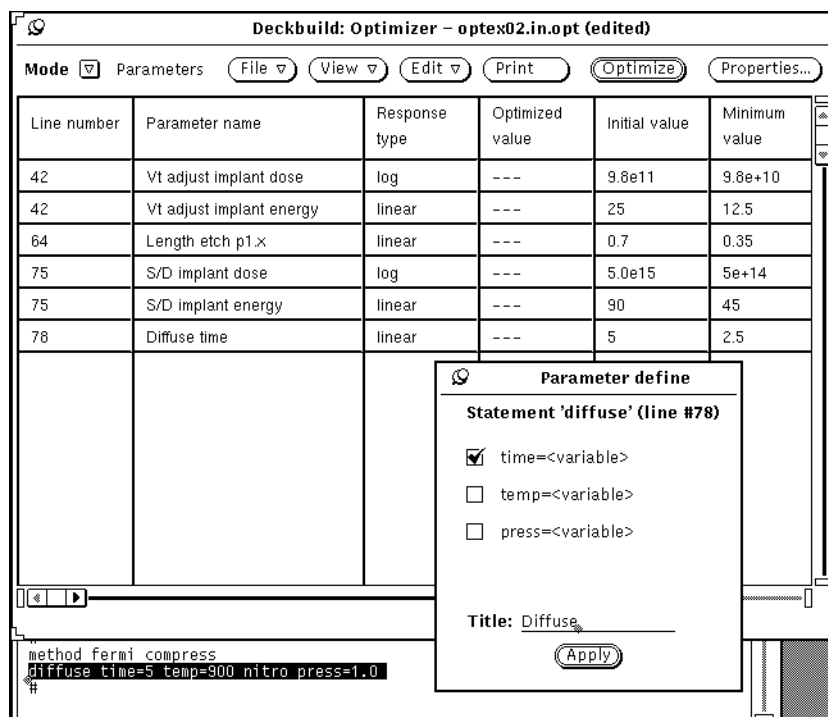 Deckbuild: Optimizer – optex02.in.opt (edited)
Mode Parameters File View Edit Print Optimize Properties...
Line number Parameter name Response type Optimized value Initial value Minimum value
42 Vt adjust implant dose log --- 9.8e11 9.8e+10
42 Vt adjust implant energy linear --- 25 12.5
64 Length etch p1.x linear --- 0.7 0.35
75 S/D implant dose log --- 5.0e15 5e+14
75 S/D implant energy linear --- 90 45
78 Diffuse time linear --- 5 2.5
Parameter define
Statement 'diffuse' (line #78)
time=<variable>
temp=<variable>
press=<variable>
Title: Diffuse
Apply
method fermi compress
diffuse time=5 temp=900 nitro press=1.0
#